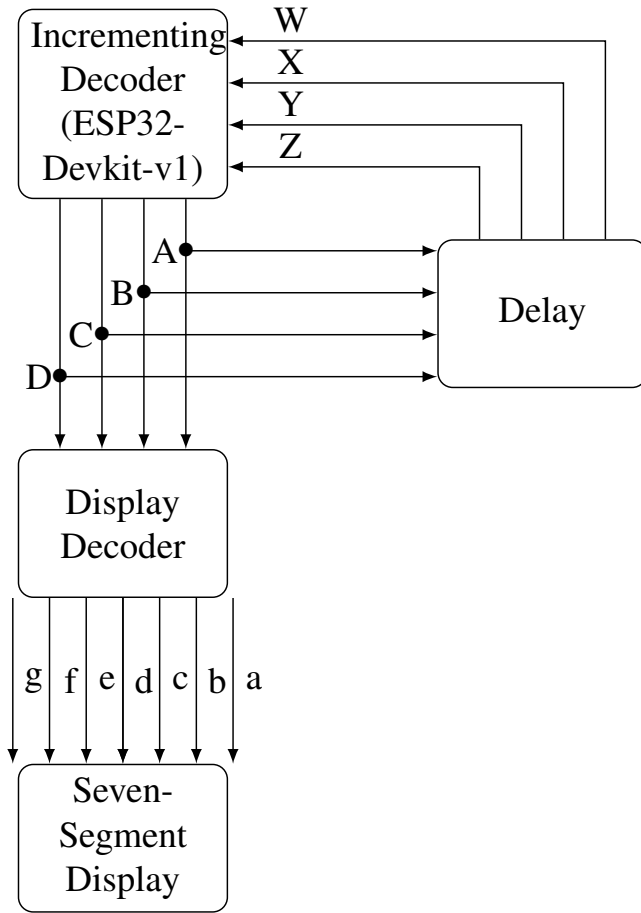 Incrementing
Decoder
(ESP32-
Devkit-v1)
W
X
Y
Z
A
B
C
D
Delay
Display
Decoder
g f e d c b a
Seven-
Segment
Display